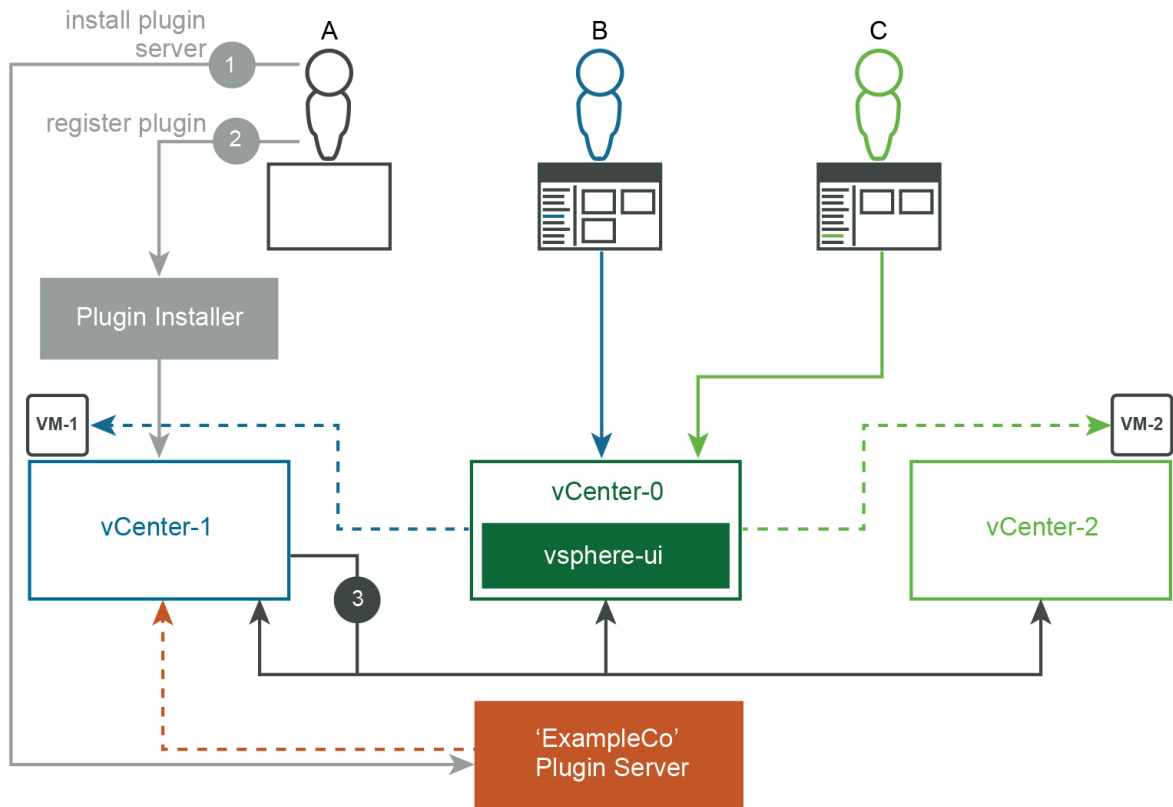 install plugin
server
A
B
C
1
register plugin
2
Plugin Installer
VM-1
VM-2
vCenter-1
vCenter-0
vsphere-ui
vCenter-2
3
‘ExampleCo’
Plugin Server